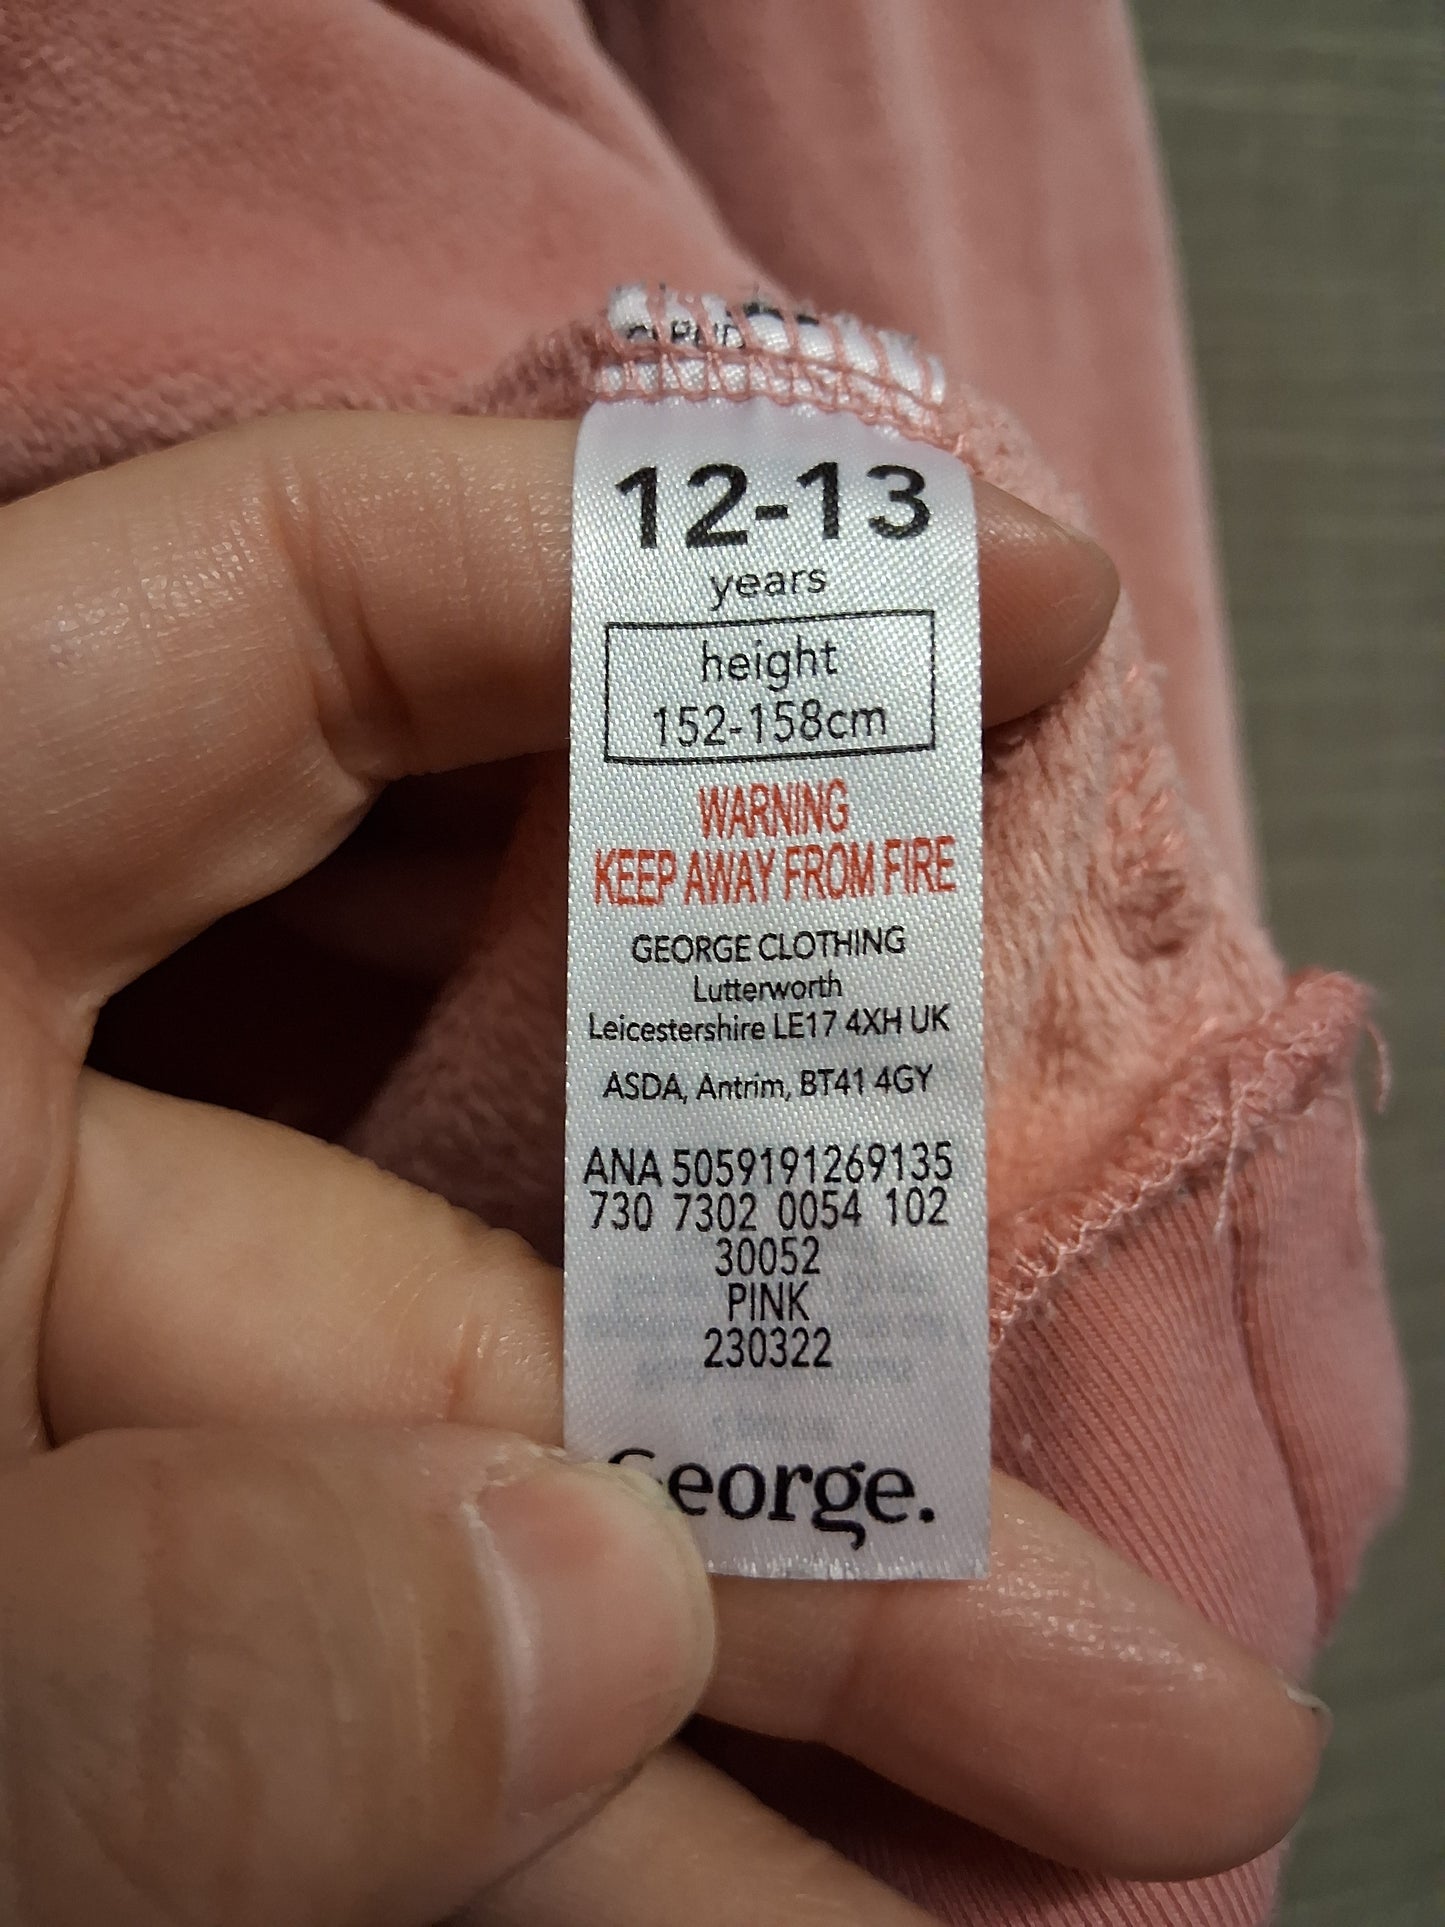 12-13
years
height
152-158cm
WARNING
KEEP AWAY FROM FIRE
GEORGE CLOTHING
Lutterworth
Leicestershire LE17 4XH UK
ASDA, Antrim, BT41 4GY
ANA 5059191269135
730 7302 0054 102
30052
PINK
230322
George.